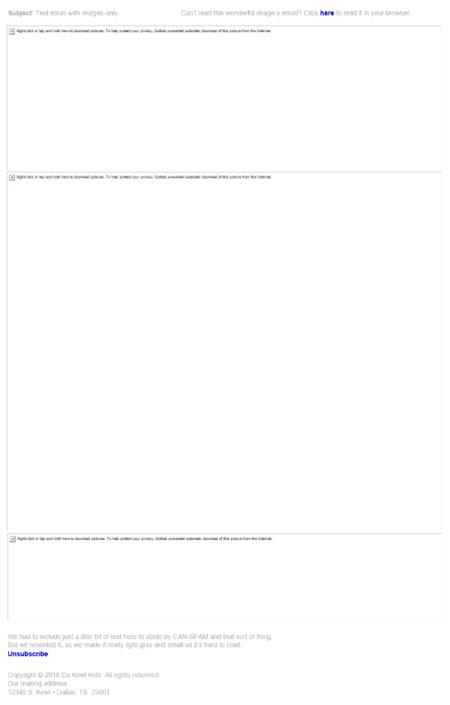 Subject: Test email with images-only Can't read this wonderful image-y email? Click here to read it in your browser.
Right-click or tap and hold here to download pictures. To help protect your privacy, Outlook prevented automatic download of this picture from the Internet.
Right-click or tap and hold here to download pictures. To help protect your privacy, Outlook prevented automatic download of this picture from the Internet.
Right-click or tap and hold here to download pictures. To help protect your privacy, Outlook prevented automatic download of this picture from the Internet.
We had to include just a little bit of text here to abide by CAN-SPAM and that sort of thing.
But we resented it, so we made it really light gray and small so it's hard to read.
Unsubscribe
Copyright © 2016 Da Kewl Kids. All rights reserved.
Our mailing address:
12345 S. Kewl • Dallas, TX 75001